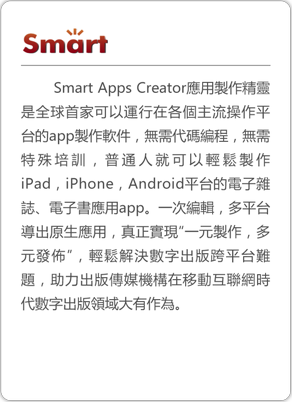 Smart
Smart Apps Creator應用製作精靈
是全球首家可以運行在各個主流操作平
台的app製作軟件，無需代碼編程，無需
特殊培訓，普通人就可以輕鬆製作
iPad，iPhone，Android平台的電子雜
誌、電子書應用app。一次編輯，多平台
導出原生應用，真正實現"一元製作，多
元發佈"，輕鬆解決數字出版跨平台難
題，助力出版傳媒機構在移動互聯網時
代數字出版領域大有作為。